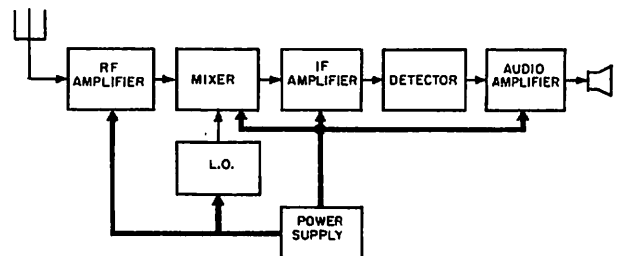 RF
AMPLIFIER
MIXER
IF
AMPLIFIER
DETECTOR
AUDIO
AMPLIFIER
L.O.
POWER
SUPPLY